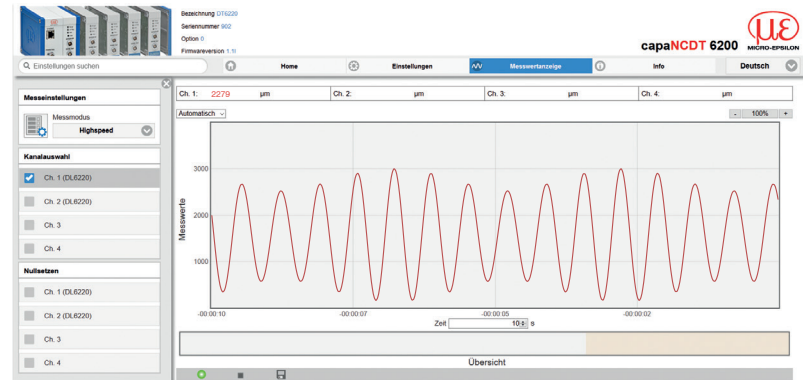 Bezeichnung DT6220
Seriennummer 902
Option 0
Firmwareversion 1.1i
capaNCDT 6200
MICRO-EPSILON
Einstellungen suchen
Home
Einstellungen
Messwertanzeige
Info
Deutsch
Messeinstellungen
Messmodus
Highspeed
Kanalauswahl
Ch. 1 (DL6220)
Ch. 2 (DL6220)
Ch. 3
Ch. 4
Nullsetzen
Ch. 1 (DL6220)
Ch. 2 (DL6220)
Ch. 3
Ch. 4
Ch. 1: 2279 µm Ch. 2: µm Ch. 3: µm Ch. 4: µm
Automatisch
- 100% +
Messwerte
3000
2000
1000
-00:00:10 -00:00:07 -00:00:05 -00:00:02
Zeit 10 s
Übersicht